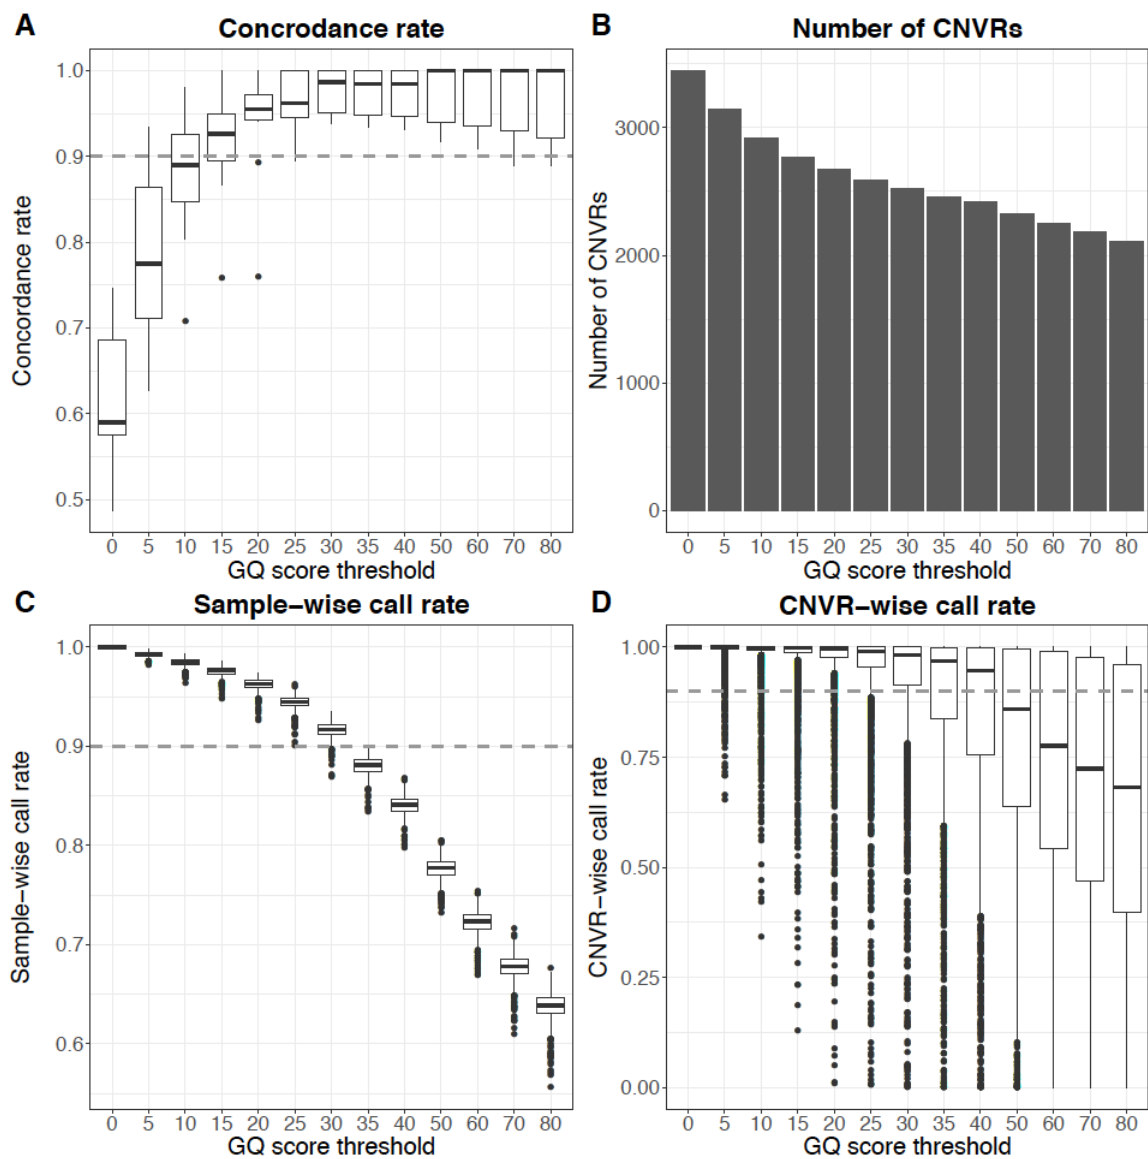 A Concrodance rate
1.0
0.9
0.8
0.7
0.6
0.5
Concordance rate
0 5 10 15 20 25 30 35 40 50 60 70 80
GQ score threshold
B Number of CNVRs
3000
2000
1000
0
Number of CNVRs
0 5 10 15 20 25 30 35 40 50 60 70 80
GQ score threshold
C Sample-wise call rate
1.0
0.9
0.8
0.7
0.6
Sample-wise call rate
0 5 10 15 20 25 30 35 40 50 60 70 80
GQ score threshold
D CNVR-wise call rate
1.00
0.75
0.50
0.25
0.00
CNVR-wise call rate
0 5 10 15 20 25 30 35 40 50 60 70 80
GQ score threshold